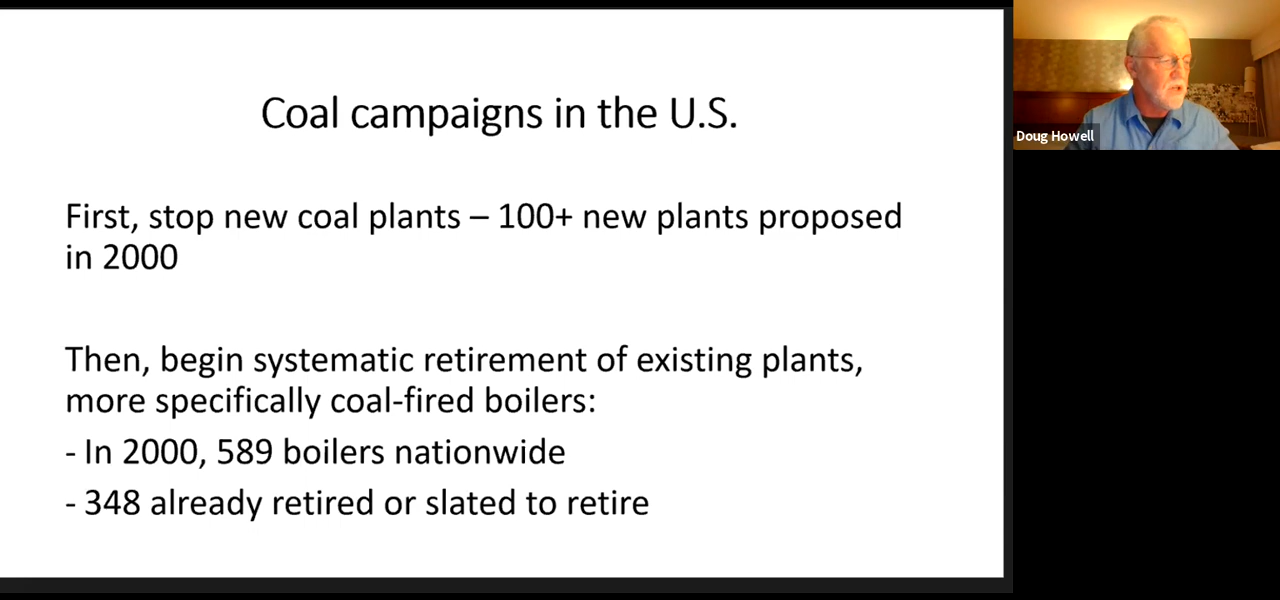 Coal campaigns in the U.S.
First, stop new coal plants – 100+ new plants proposed
in 2000
Then, begin systematic retirement of existing plants,
more specifically coal-fired boilers:
- In 2000, 589 boilers nationwide
- 348 already retired or slated to retire
Doug Howell